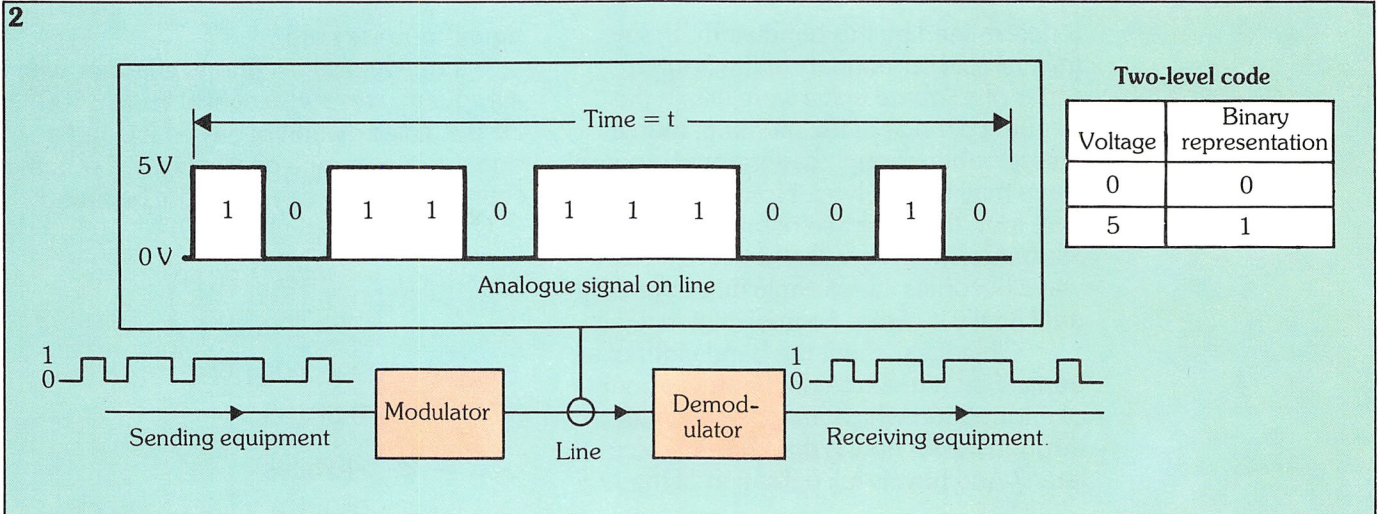 2
Time = t
5 V
1 0 1 1 0 1 1 1 0 0 1 0
0 V
Analogue signal on line
Two-level code
Voltage Binary representation
0 0
5 1
1
0
Sending equipment
Modulator
Line
Demod-
ulator
1
0
Receiving equipment.